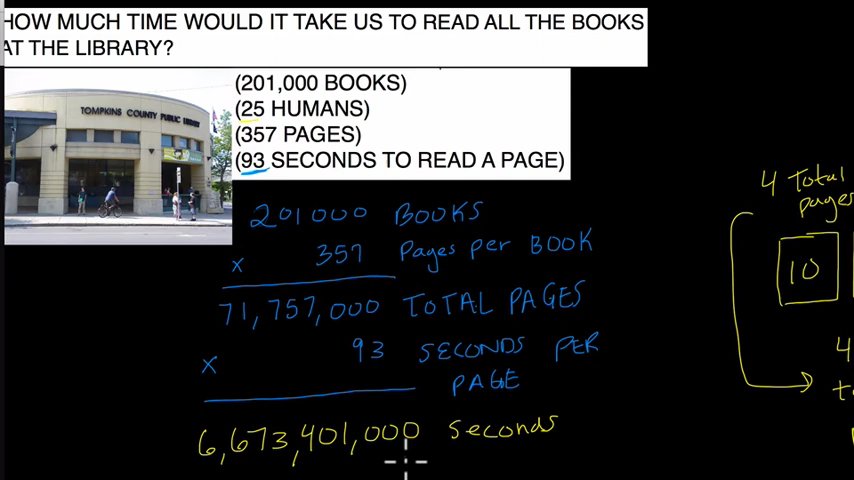 HOW MUCH TIME WOULD IT TAKE US TO READ ALL THE BOOKS
AT THE LIBRARY?
TOMPKINS COUNTY PUBLIC LIBRARY
(201,000 BOOKS)
(25 HUMANS)
(357 PAGES)
(93 SECONDS TO READ A PAGE)
201000 BOOKS
x 357 Pages per BOOK
71,757,000 TOTAL PAGES
x 93 SECONDS PER
PAGE
6,673,401,000 seconds
4 Total
pages
10
4